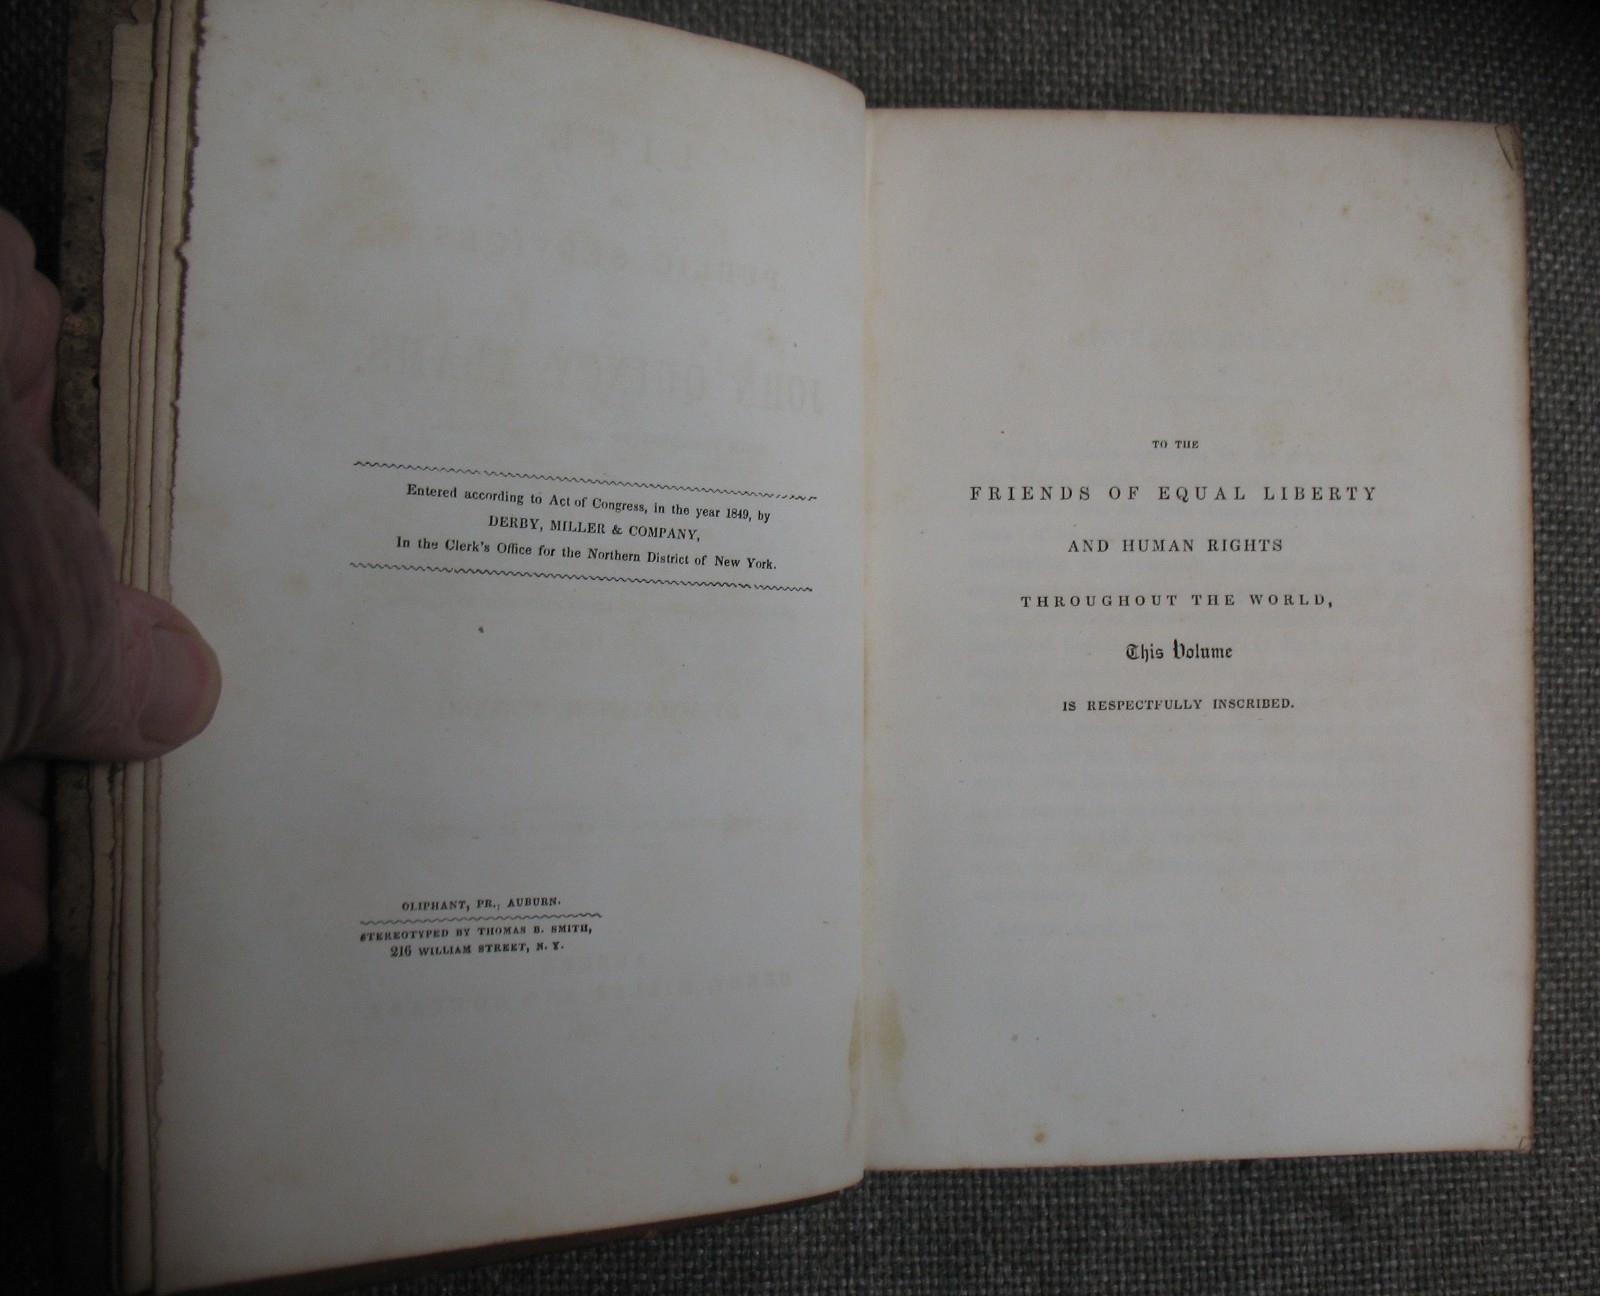 Entered according to Act of Congress, in the year 1849, by
DERBY, MILLER & COMPANY,
In the Clerk's Office for the Northern District of New York.
OLIPHANT, PR., AUBURN.
STEREOTYPED BY THOMAS B. SMITH,
216 WILLIAM STREET, N. Y.
TO THE
FRIENDS OF EQUAL LIBERTY
AND HUMAN RIGHTS
THROUGHOUT THE WORLD,
This Volume
IS RESPECTFULLY INSCRIBED.